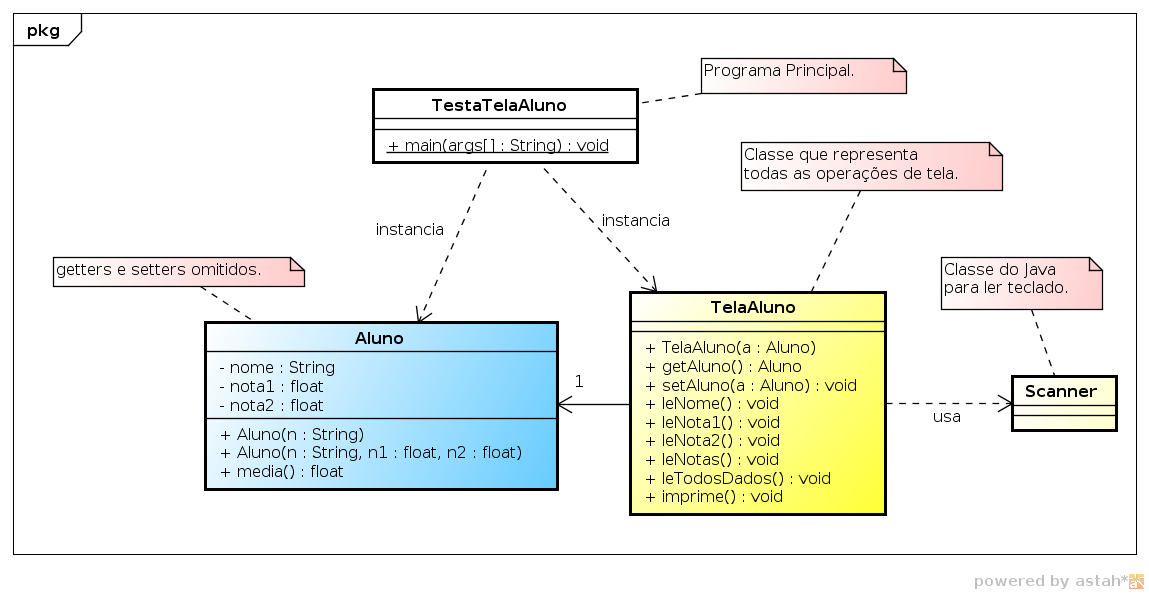 pkg
Programa Principal.
TestaTelaAluno
+ main(args[] : String) : void
Classe que representa
todas as operações de tela.
instancia
instancia
getters e setters omitidos.
Classe do Java
para ler teclado.
TelaAluno
+ TelaAluno(a : Aluno)
+ getAluno() : Aluno
+ setAluno(a : Aluno) : void
+ leNome() : void
+ leNota1() : void
+ leNota2() : void
+ leNotas() : void
+ leTodosDados() : void
+ imprime() : void
Aluno
- nome : String
- nota1 : float
- nota2 : float
+ Aluno(n : String)
+ Aluno(n : String, n1 : float, n2 : float)
+ media() : float
1
Scanner
usa
powered by astah*